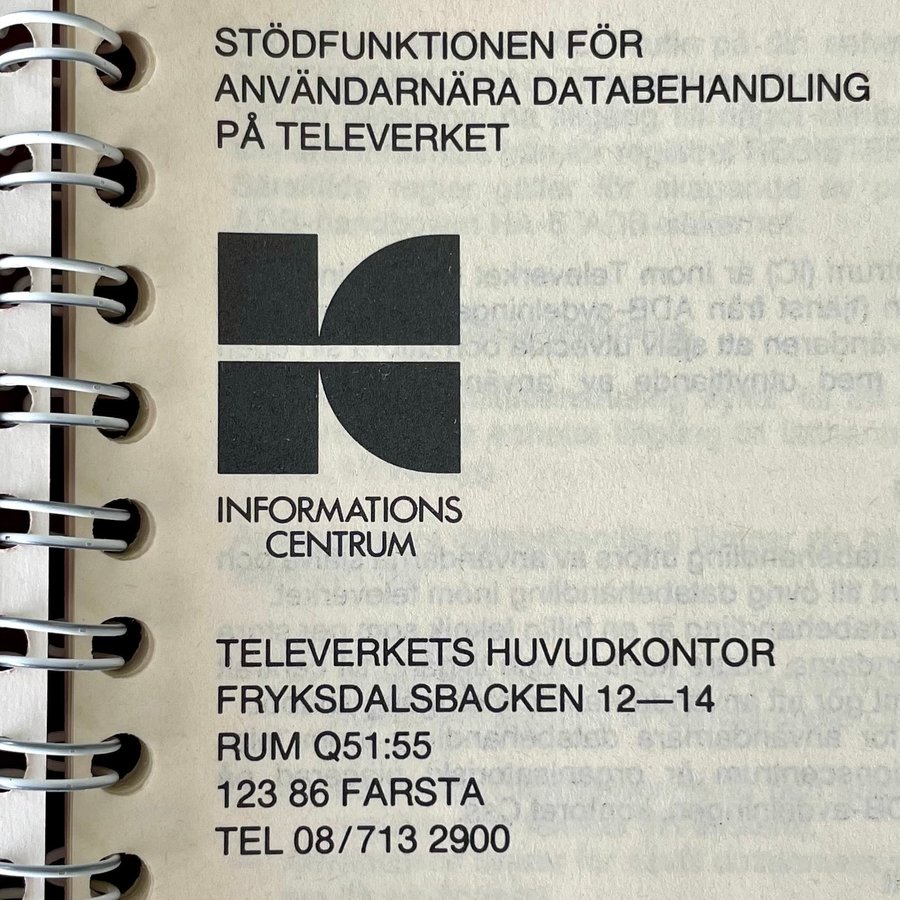 STÖDFUNKTIONEN FÖR
ANVÄNDARNÄRA DATABEHANDLING
PÅ TELEVERKET
INFORMATIONS
CENTRUM
TELEVERKETS HUVUDKONTOR
FRYKSDALSBACKEN 12—14
RUM Q51:55
123 86 FARSTA
TEL 08/713 2900